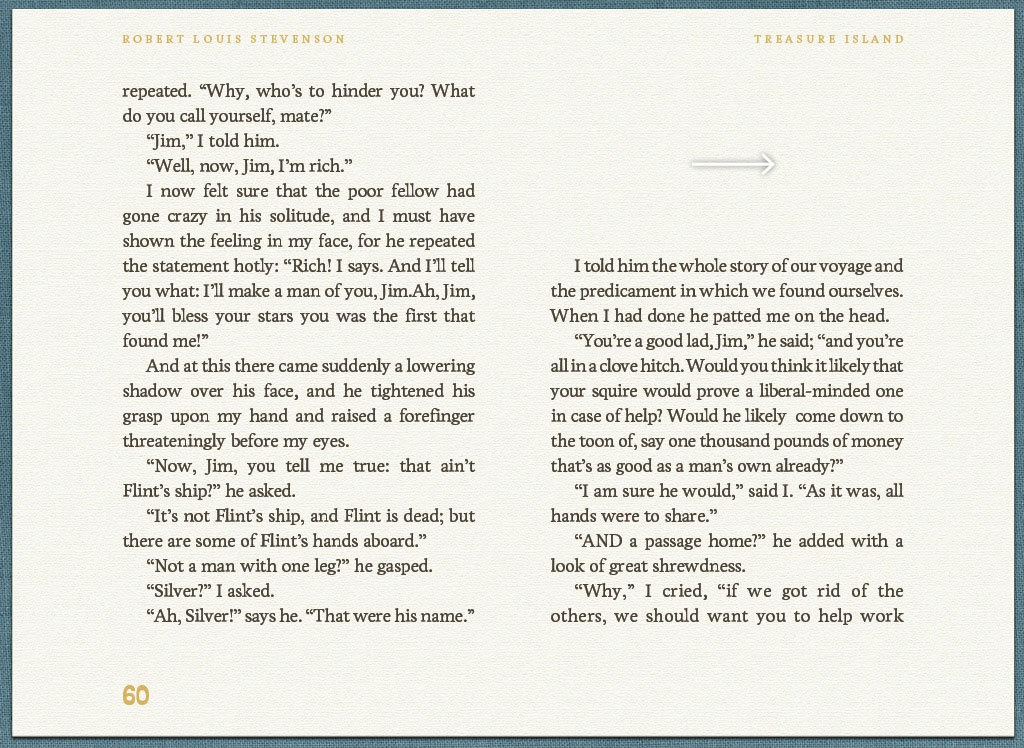 ROBERT LOUIS STEVENSON
TREASURE ISLAND
repeated. “Why, who’s to hinder you? What
do you call yourself, mate?”
“Jim,” I told him.
“Well, now, Jim, I’m rich.”
I now felt sure that the poor fellow had
gone crazy in his solitude, and I must have
shown the feeling in my face, for he repeated
the statement hotly: “Rich! I says. And I’ll tell
you what: I’ll make a man of you, Jim.Ah, Jim,
you’ll bless your stars you was the first that
found me!”
And at this there came suddenly a lowering
shadow over his face, and he tightened his
grasp upon my hand and raised a forefinger
threateningly before my eyes.
“Now, Jim, you tell me true: that ain’t
Flint’s ship?” he asked.
“It’s not Flint’s ship, and Flint is dead; but
there are some of Flint’s hands aboard.”
“Not a man with one leg?” he gasped.
“Silver?” I asked.
“Ah, Silver!” says he. “That were his name.”
I told him the whole story of our voyage and
the predicament in which we found ourselves.
When I had done he patted me on the head.
“You’re a good lad, Jim,” he said; “and you’re
all in a clove hitch. Would you think it likely that
your squire would prove a liberal-minded one
in case of help? Would he likely come down to
the toon of, say one thousand pounds of money
that’s as good as a man’s own already?”
“I am sure he would,” said I. “As it was, all
hands were to share.”
“AND a passage home?” he added with a
look of great shrewdness.
“Why,” I cried, “if we got rid of the
others, we should want you to help work
60